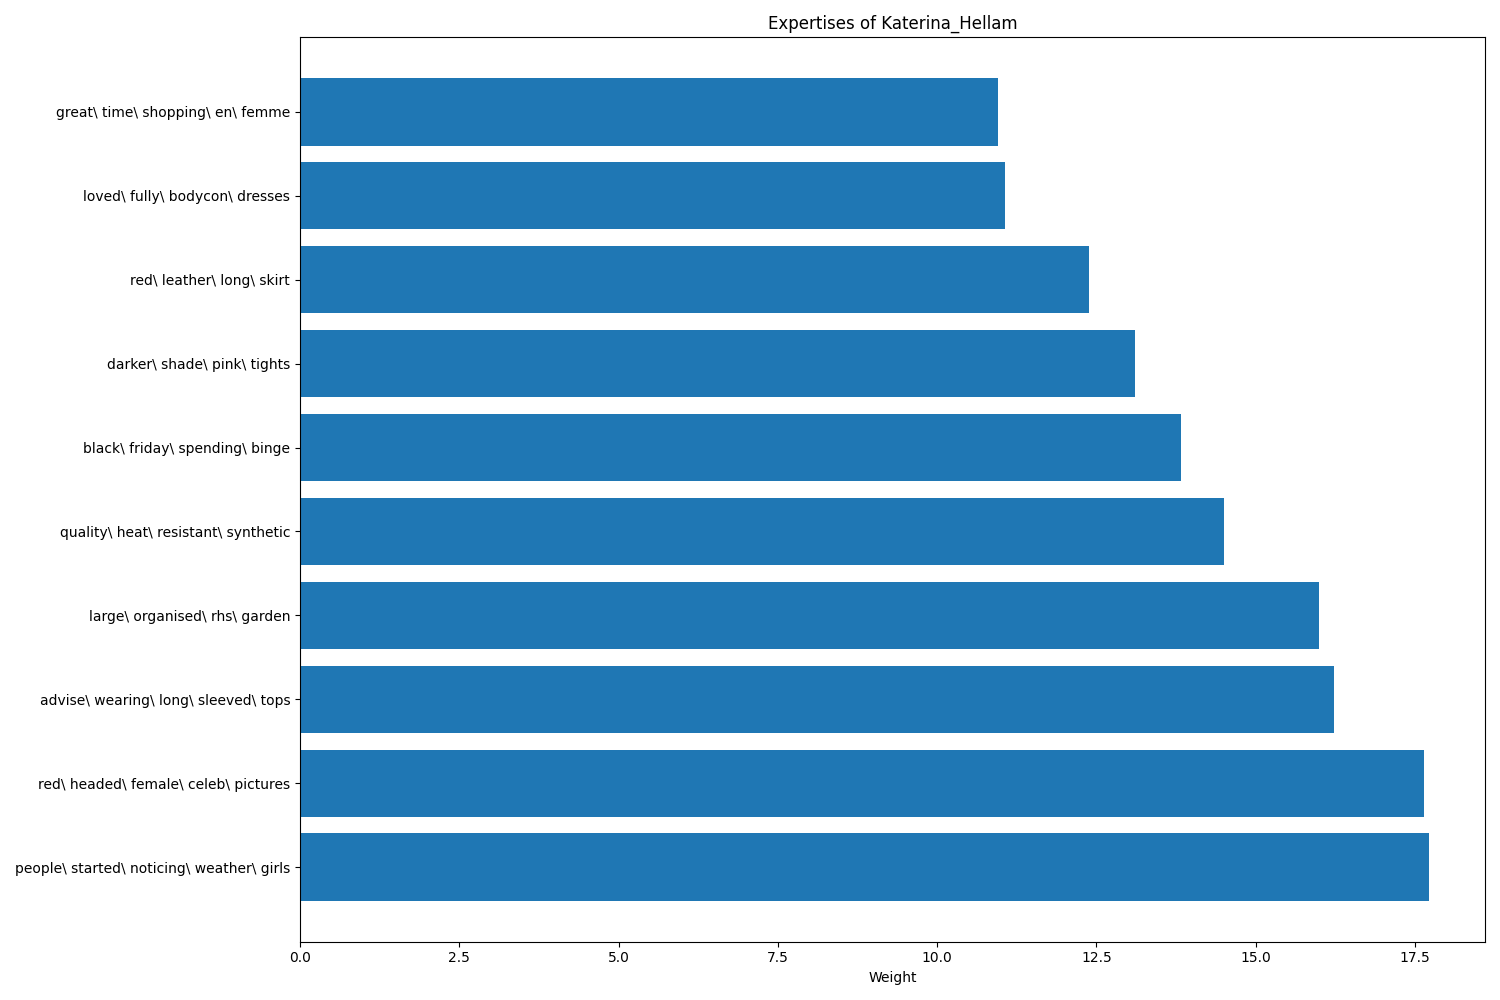 Expertises of Katerina_Hellam
great\ time\ shopping\ en\ femme
loved\ fully\ bodycon\ dresses
red\ leather\ long\ skirt
darker\ shade\ pink\ tights
black\ friday\ spending\ binge
quality\ heat\ resistant\ synthetic
large\ organised\ rhs\ garden
advise\ wearing\ long\ sleeved\ tops
red\ headed\ female\ celeb\ pictures
people\ started\ noticing\ weather\ girls
0.0 2.5 5.0 7.5 10.0 12.5 15.0 17.5
Weight